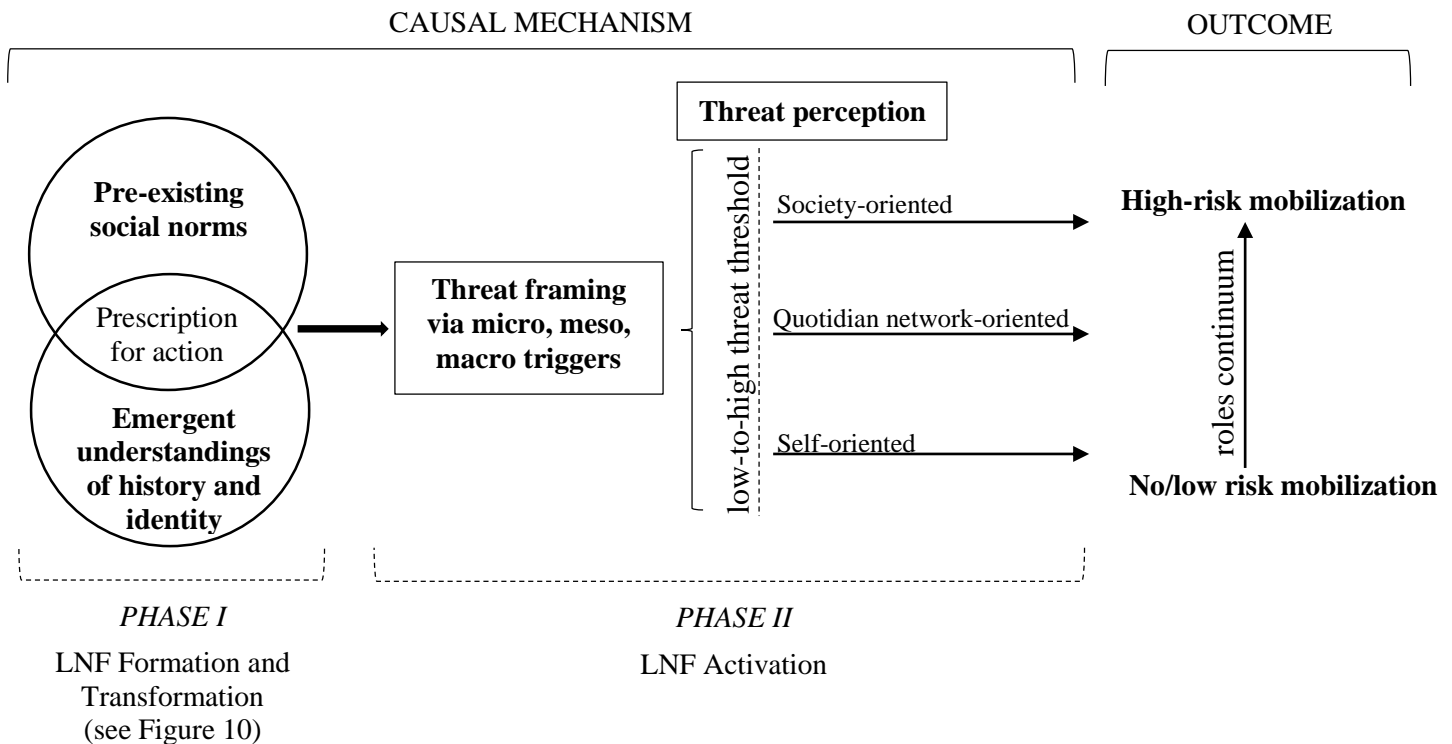 CAUSAL MECHANISM
OUTCOME
Pre-existing
social norms
Prescription
for action
Emergent
understandings
of history and
identity
Threat framing
via micro, meso,
macro triggers
Threat perception
low-to-high threat threshold
Society-oriented
Quotidian network-oriented
Self-oriented
High-risk mobilization
roles continuum
No/low risk mobilization
PHASE I
LNF Formation and
Transformation
(see Figure 10)
PHASE II
LNF Activation